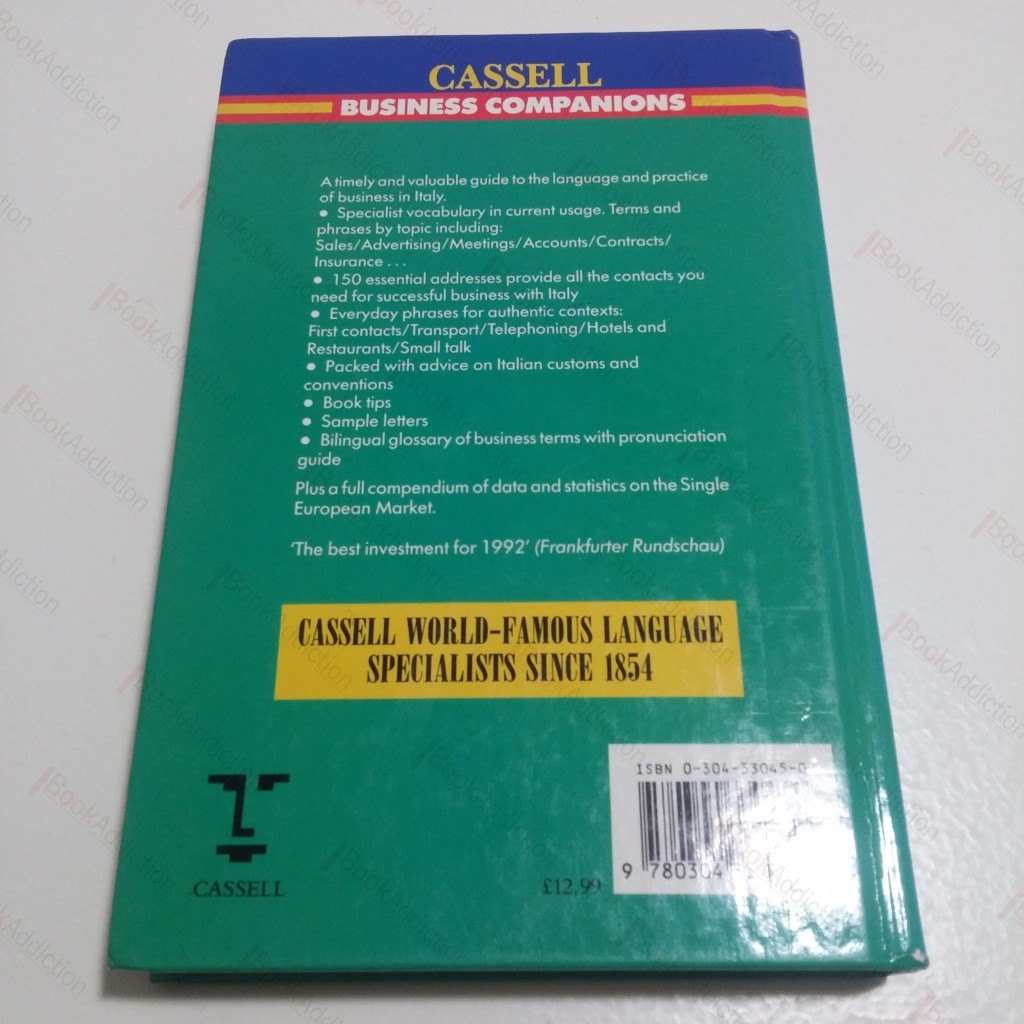 CASSELL
BUSINESS COMPANIONS
A timely and valuable guide to the language and practice
of business in Italy.
• Specialist vocabulary in current usage. Terms and
phrases by topic including:
Sales/Advertising/Meetings/Accounts/Contracts/
Insurance...
• 150 essential addresses provide all the contacts you
need for successful business with Italy
• Everyday phrases for authentic contexts:
First contacts/Transport/Telephoning/Hotels and
Restaurants/Small talk
• Packed with advice on Italian customs and
conventions
• Book tips
• Sample letters
• Bilingual glossary of business terms with pronunciation
guide
Plus a full compendium of data and statistics on the Single
European Market.
'The best investment for 1992' (Frankfurter Rundschau)
CASSELL WORLD-FAMOUS LANGUAGE
SPECIALISTS SINCE 1854
ISBN 0-304-33045-0
9 780304
CASSELL
£12.99
BookAddiction